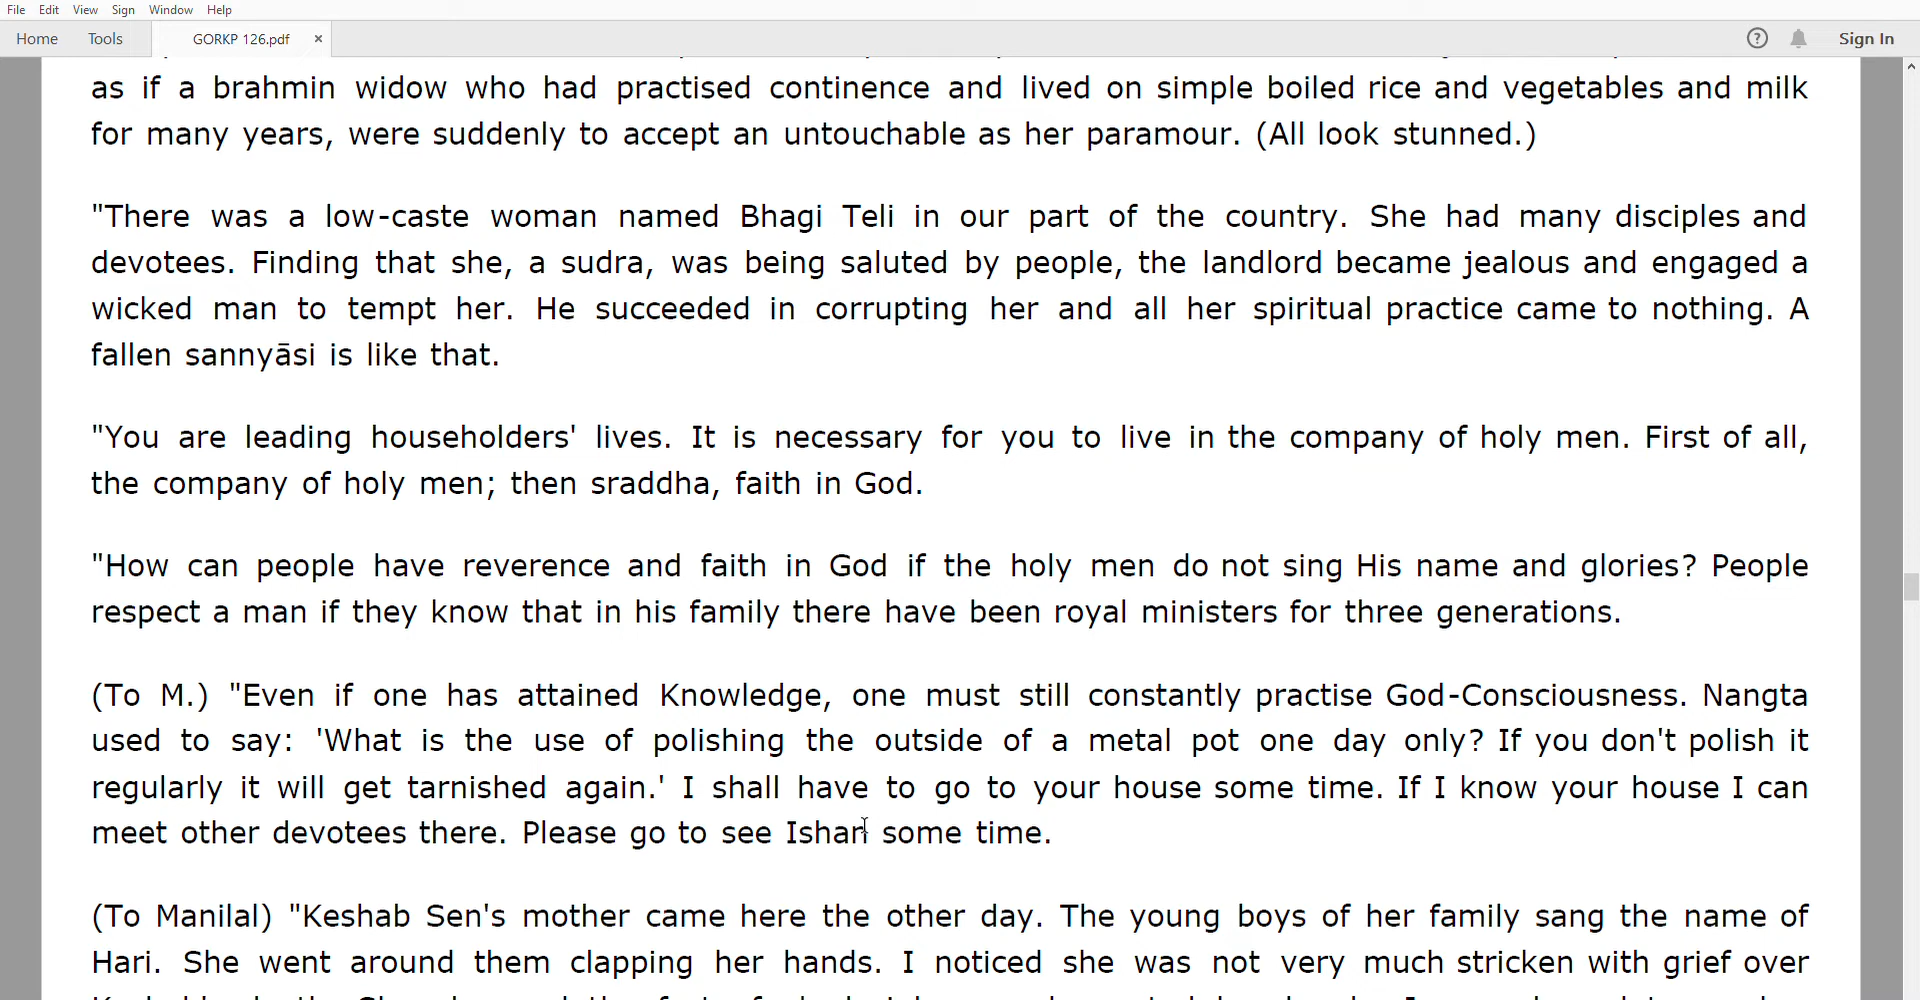 File Edit View Sign Window Help
Home Tools GORKP 126.pdf × ? Sign In
as if a brahmin widow who had practised continence and lived on simple boiled rice and vegetables and milk
for many years, were suddenly to accept an untouchable as her paramour. (All look stunned.)
"There was a low-caste woman named Bhagi Teli in our part of the country. She had many disciples and
devotees. Finding that she, a sudra, was being saluted by people, the landlord became jealous and engaged a
wicked man to tempt her. He succeeded in corrupting her and all her spiritual practice came to nothing. A
fallen sannyāsi is like that.
"You are leading householders' lives. It is necessary for you to live in the company of holy men. First of all,
the company of holy men; then sraddha, faith in God.
"How can people have reverence and faith in God if the holy men do not sing His name and glories? People
respect a man if they know that in his family there have been royal ministers for three generations.
(To M.) "Even if one has attained Knowledge, one must still constantly practise God-Consciousness. Nangta
used to say: 'What is the use of polishing the outside of a metal pot one day only? If you don't polish it
regularly it will get tarnished again.' I shall have to go to your house some time. If I know your house I can
meet other devotees there. Please go to see Ishan some time.
(To Manilal) "Keshab Sen's mother came here the other day. The young boys of her family sang the name of
Hari. She went around them clapping her hands. I noticed she was not very much stricken with grief over